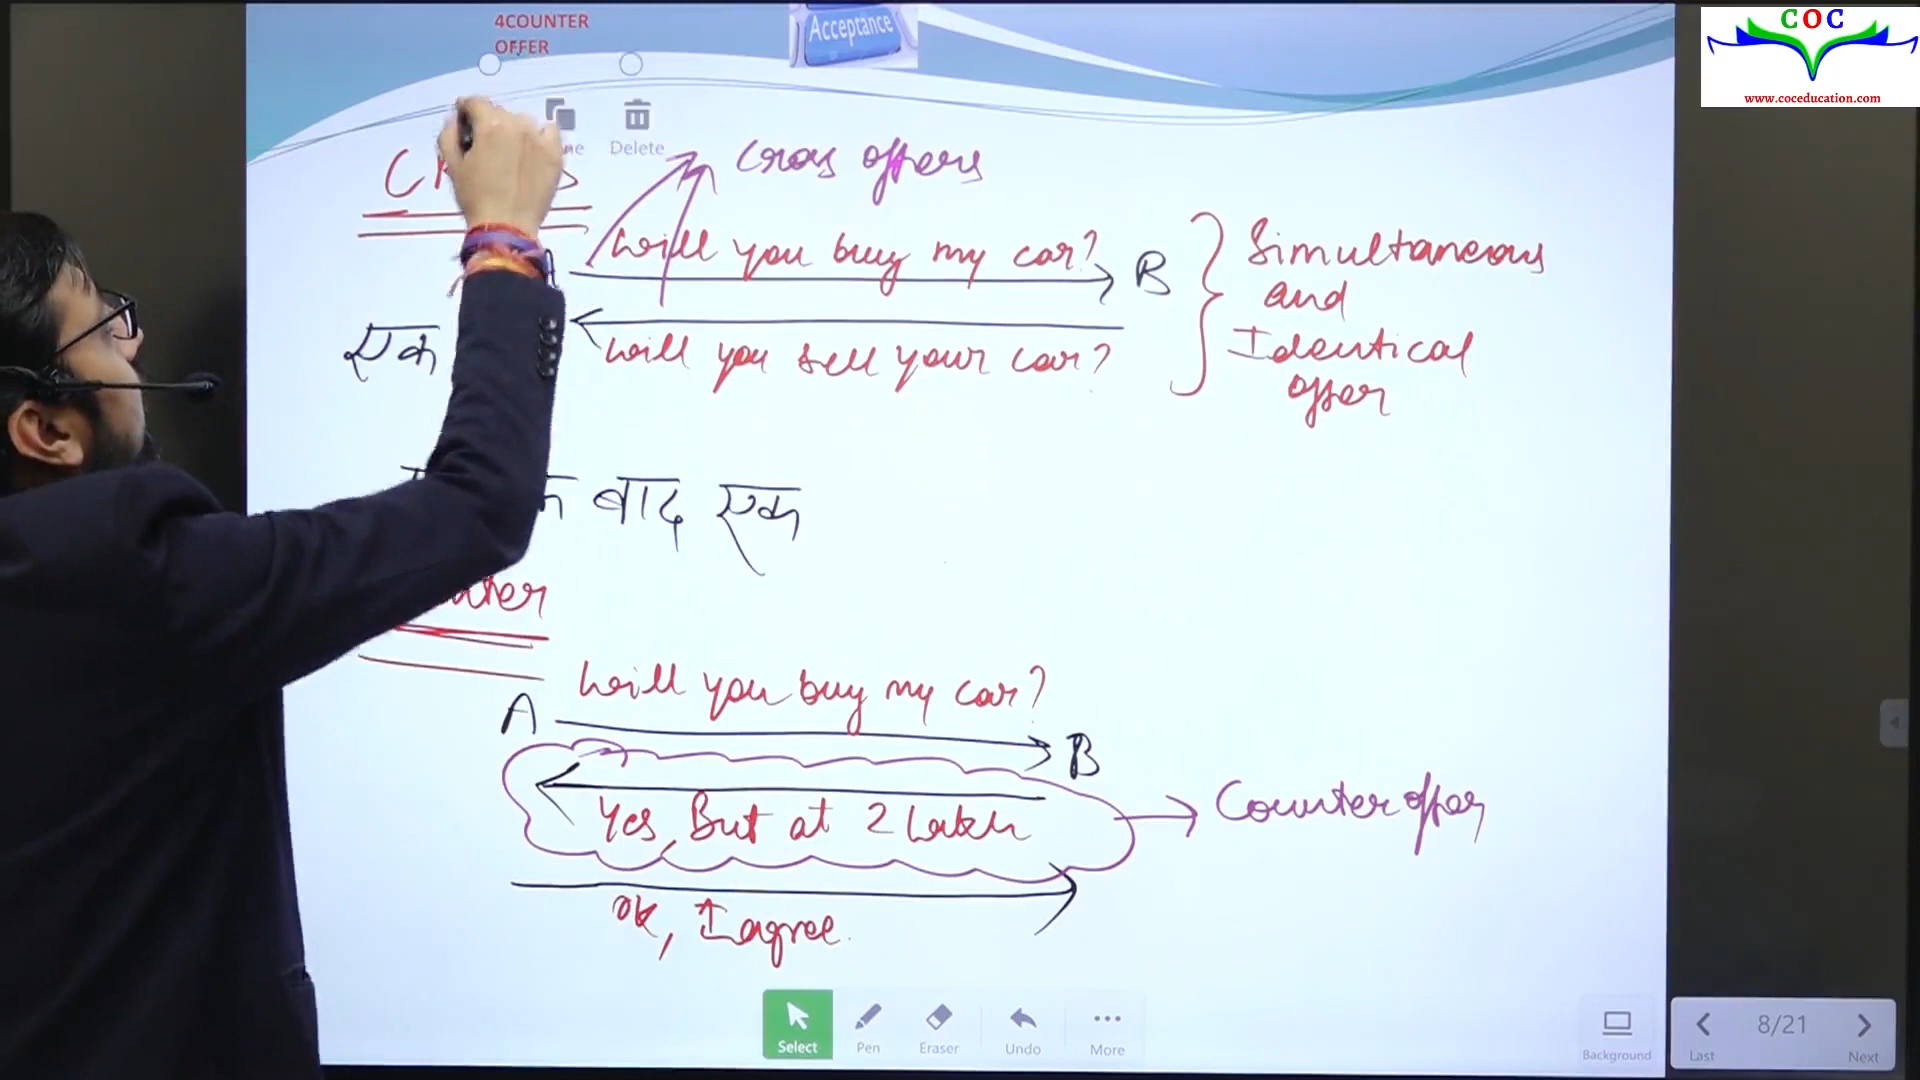 4COUNTER
OFFER
Acceptance
COC
www.coceducation.com
Delete
Cross offers
Will you buy my car?
B
Simultaneous
and
Identical
offer
एक
Will you sell your car?
बाद एक
Will you buy my car?
A
B
Yes, But at 2 Lakh
Counter offer
Ok, I agree.
Select
Pen
Eraser
Undo
More
Background
8/21
Last
Next